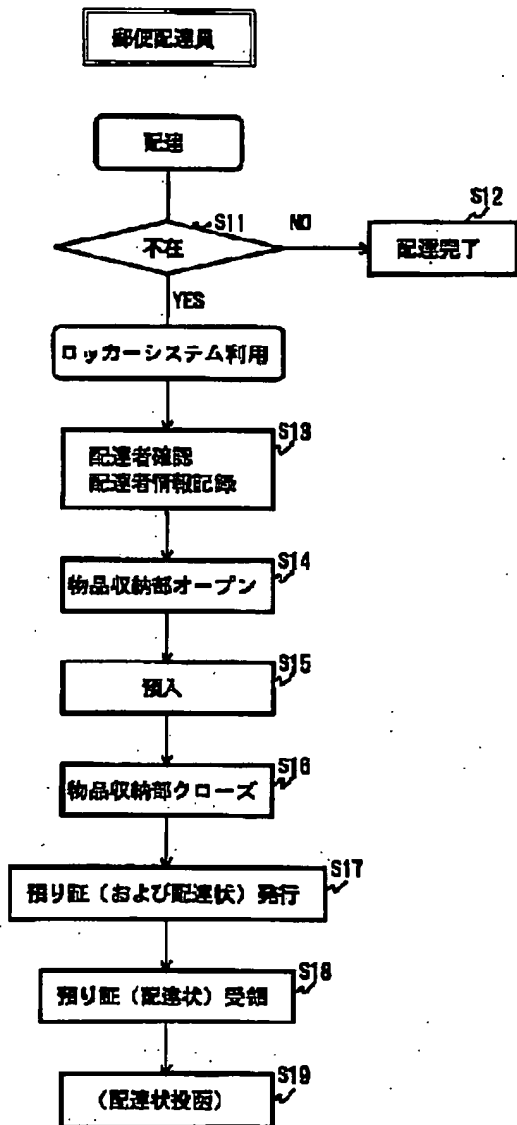 郵便配達員
配達
S11
不在
NO
S12
配達完了
YES
ロッカーシステム利用
S13
配達者確認
配達者情報記録
S14
物品収納部オープン
S15
預入
S16
物品収納部クローズ
S17
預り証（および配達状）発行
S18
預り証（配達状）受領
S19
（配達状投函）